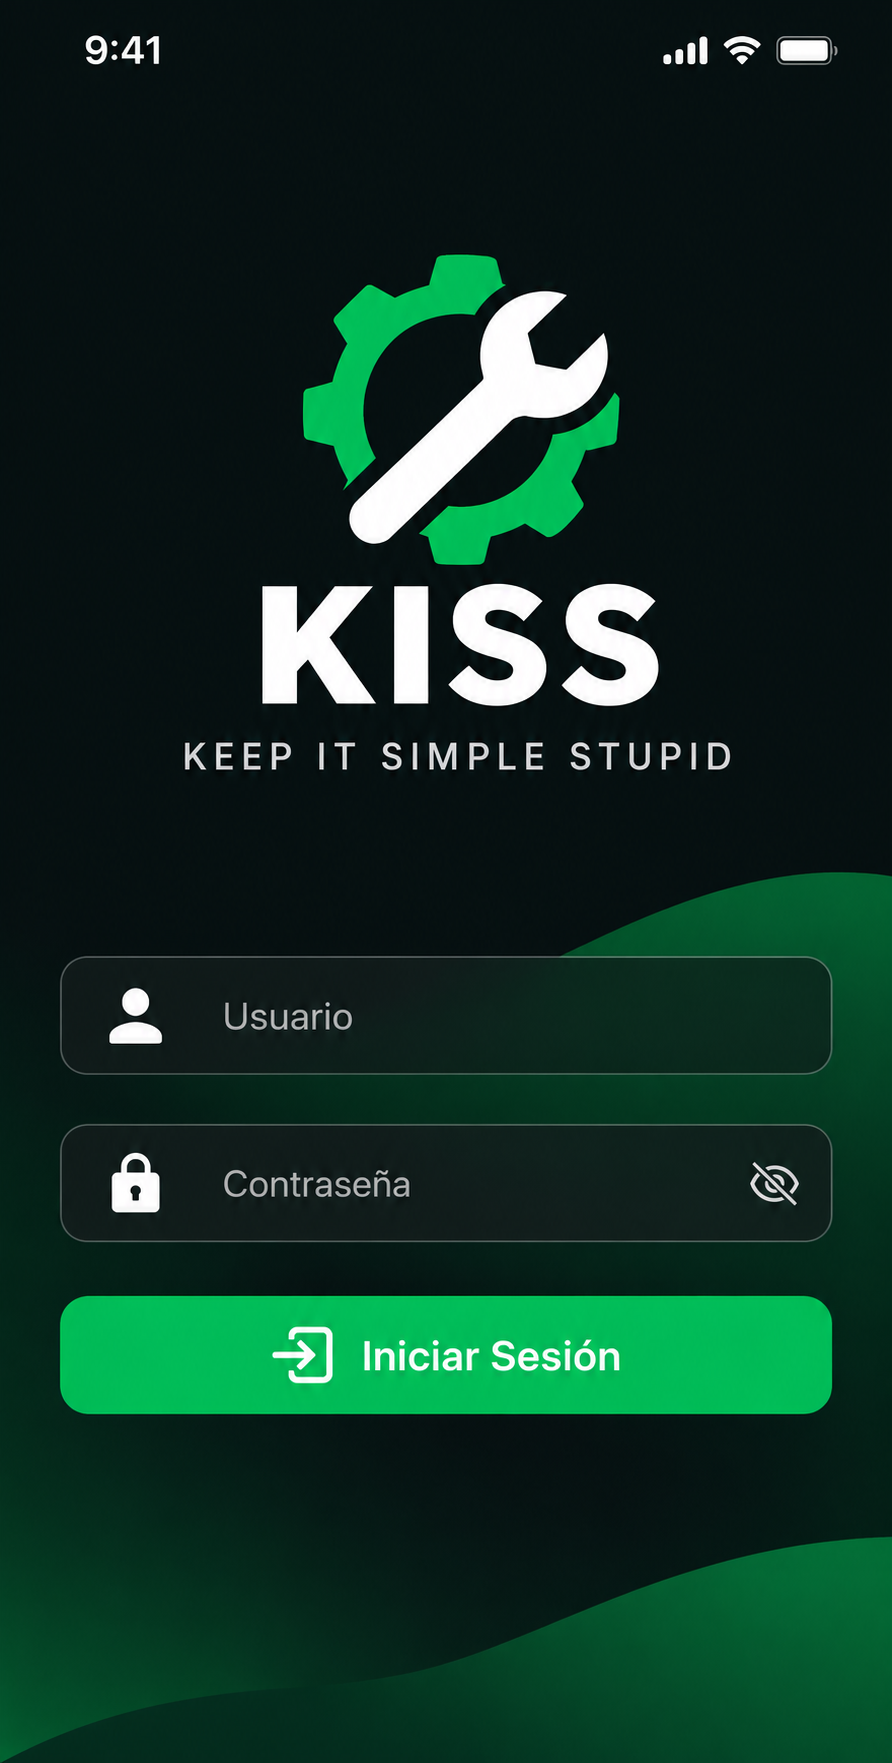 9:41
KISS
KEEP IT SIMPLE STUPID
Usuario
Contraseña
Iniciar Sesión